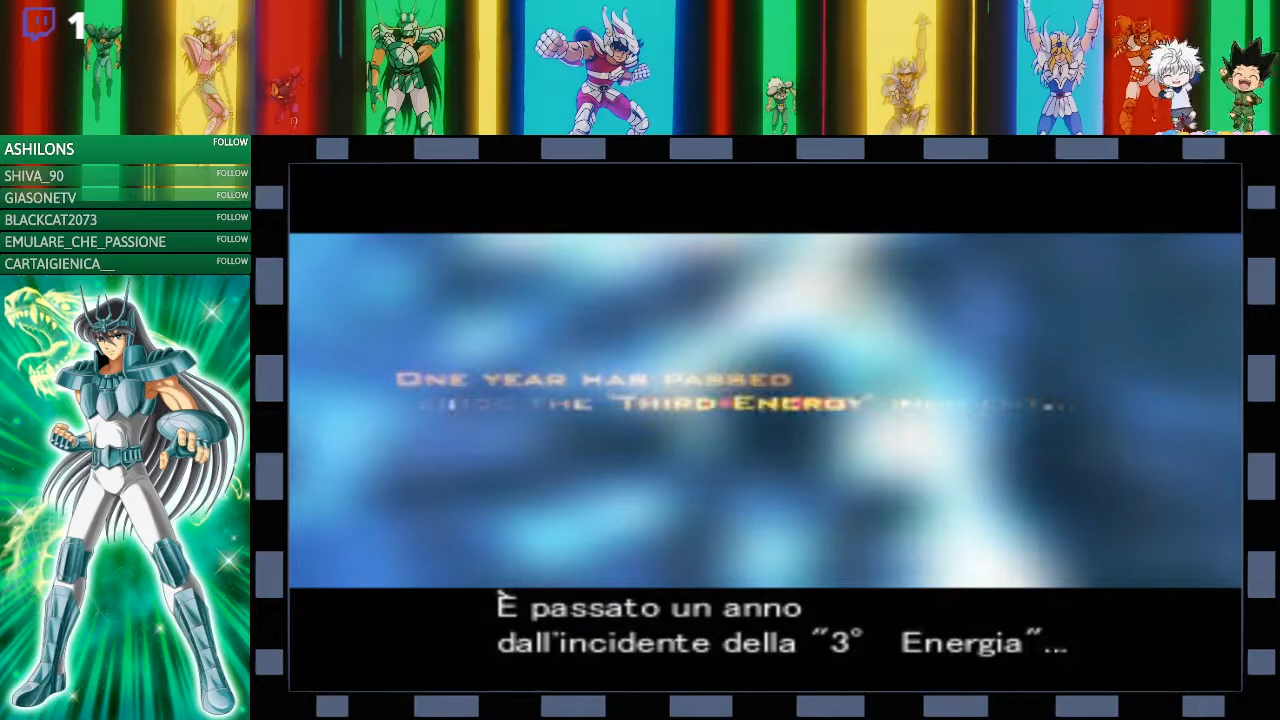 1
ASHILONS FOLLOW
SHIVA_90 FOLLOW
GIASONETV FOLLOW
BLACKCAT2073 FOLLOW
EMULARE_CHE_PASSIONE FOLLOW
CARTAIGIENICA__ FOLLOW
ONE YEAR HAS PASSED
THE "THIRD ENERGY"
È passato un anno
dall'incidente della "3° Energia"...